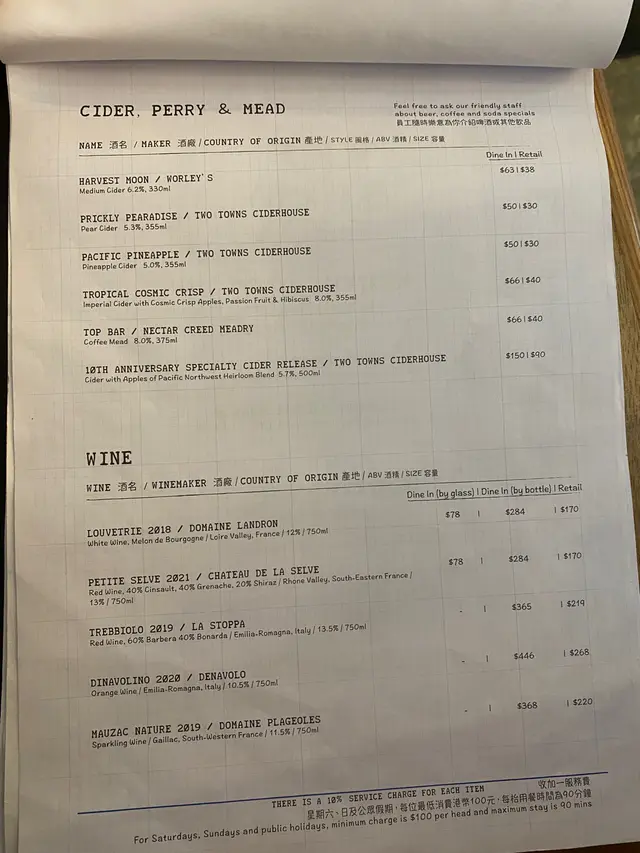 CIDER, PERRY & MEAD
Feel free to ask our friendly staff
about beer, coffee and soda specials
員工隨時樂意為你介紹啤酒或其他飲品
NAME 酒名 / MAKER 酒廠 / COUNTRY OF ORIGIN 產地 / STYLE 風格 / ABV 酒精 / SIZE 容量
Dine In | Retail
HARVEST MOON / WORLEY'S $63 | $38
Medium Cider 6.2%, 330ml
PRICKLY PEARADISE / TWO TOWNS CIDERHOUSE $50 | $30
Pear Cider 5.3%, 355ml
PACIFIC PINEAPPLE / TWO TOWNS CIDERHOUSE $50 | $30
Pineapple Cider 5.0%, 355ml
TROPICAL COSMIC CRISP / TWO TOWNS CIDERHOUSE $66 | $40
Imperial Cider with Cosmic Crisp Apples, Passion Fruit & Hibiscus 8.0%, 355ml
TOP BAR / NECTAR CREED MEADRY $66 | $40
Coffee Mead 8.0%, 375ml
10TH ANNIVERSARY SPECIALTY CIDER RELEASE / TWO TOWNS CIDERHOUSE $150 | $90
Cider with Apples of Pacific Northwest Heirloom Blend 5.7%, 500ml
WINE
WINE 酒名 / WINEMAKER 酒廠 / COUNTRY OF ORIGIN 產地 / ABV 酒精 / SIZE 容量
Dine In (by glass) | Dine In (by bottle) | Retail
LOUVETRIE 2018 / DOMAINE LANDRON $78 | $284 | $170
White Wine, Melon de Bourgogne / Loire Valley, France / 12% / 750ml
PETITE SELVE 2021 / CHATEAU DE LA SELVE $78 | $284 | $170
Red Wine, 40% Cinsault, 40% Grenache, 20% Shiraz / Rhone Valley, South-Eastern France /
13% / 750ml
TREBBIOLO 2019 / LA STOPPA - | $365 | $219
Red Wine, 60% Barbera 40% Bonarda / Emilia-Romagna, Italy / 13.5% / 750ml
DINAVOLINO 2020 / DENAVOLO - | $446 | $268
Orange Wine / Emilia-Romagna, Italy / 10.5% / 750ml
MAUZAC NATURE 2019 / DOMAINE PLAGEOLES - | $368 | $220
Sparkling Wine / Gaillac, South-Western France / 11.5% / 750ml
THERE IS A 10% SERVICE CHARGE FOR EACH ITEM 收加一服務費
星期六、日及公眾假期，每位最低消費港幣100元，每枱用餐時間為90分鐘
For Saturdays, Sundays and public holidays, minimum charge is $100 per head and maximum stay is 90 mins